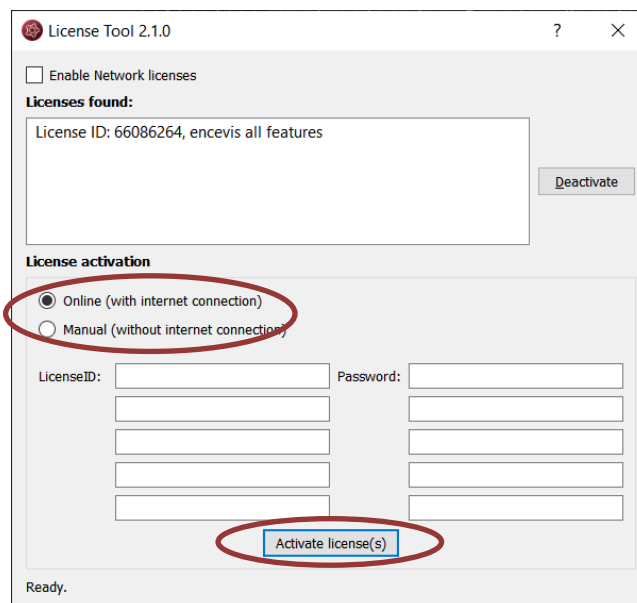 License Tool 2.1.0 ?
Enable Network licenses
Licenses found:
License ID: 66086264, encevis all features
Deactivate
License activation
Online (with internet connection)
Manual (without internet connection)
LicenseID: Password:
Activate license(s)
Ready.